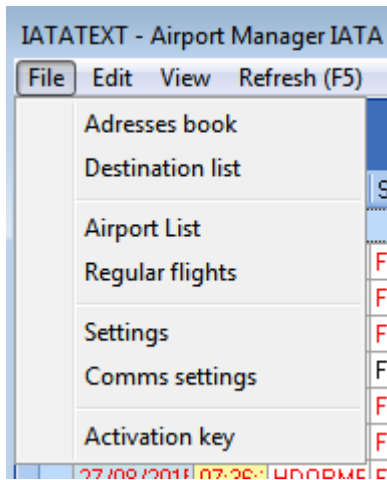 IATATEXT - Airport Manager IATA
File Edit View Refresh (F5)
Adresses book
Destination list
Airport List
Regular flights
Settings
Comms settings
Activation key